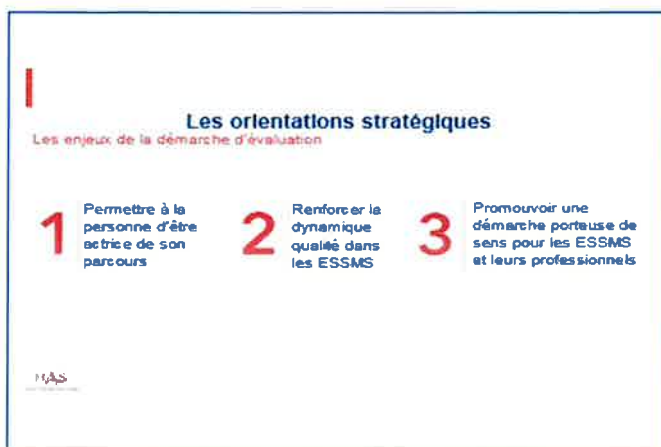 Les orientations stratégiques
Les enjeux de la démarche d'évaluation
1
Permettre à la
personne d'être
actrice de son
parcours
2
Renforcer la
dynamique
qualité dans
les ESSMS
3
Promouvoir une
démarche porteuse de
sens pour les ESSMS
et leurs professionnels
HAS